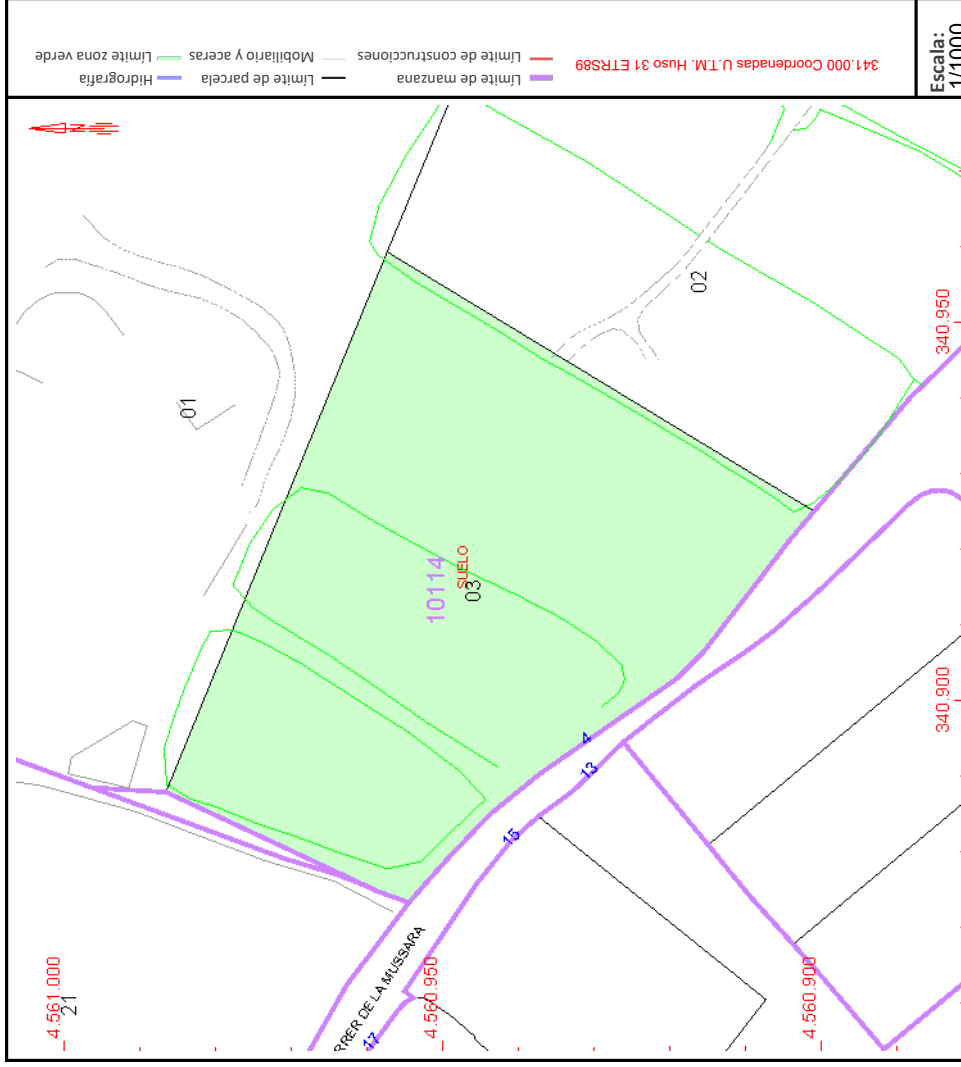 Límite de manzana
Límite de construcciones
Límite de parcela
Mobiliario y aceras
Hidrografía
Límite zona verde
341.000 Coordenadas U.T.M. Huso 31 ETRS89
Escala:
1/1000
01
02
10114
SUELO
03
4
13
15
17
RRER DE LA MUSSARA
21
4.561.000
4.560.950
4.560.900
340.950
340.900